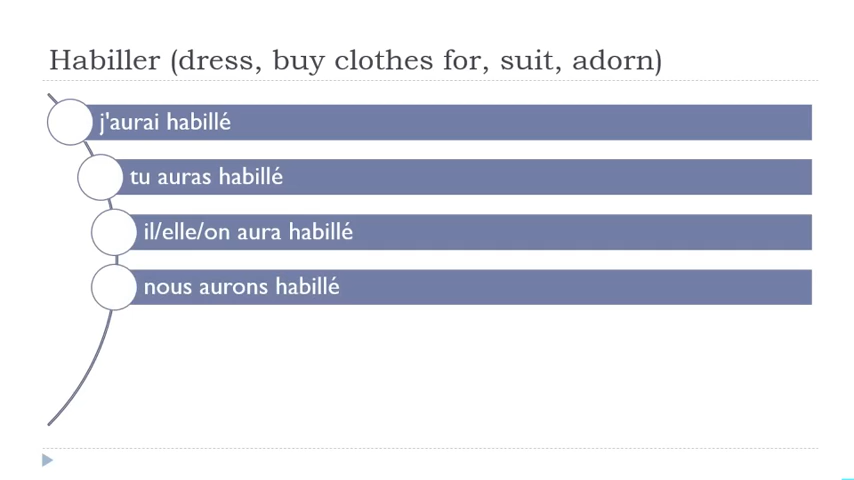 Habiller (dress, buy clothes for, suit, adorn)
j'aurai habillé
tu auras habillé
il/elle/on aura habillé
nous aurons habillé